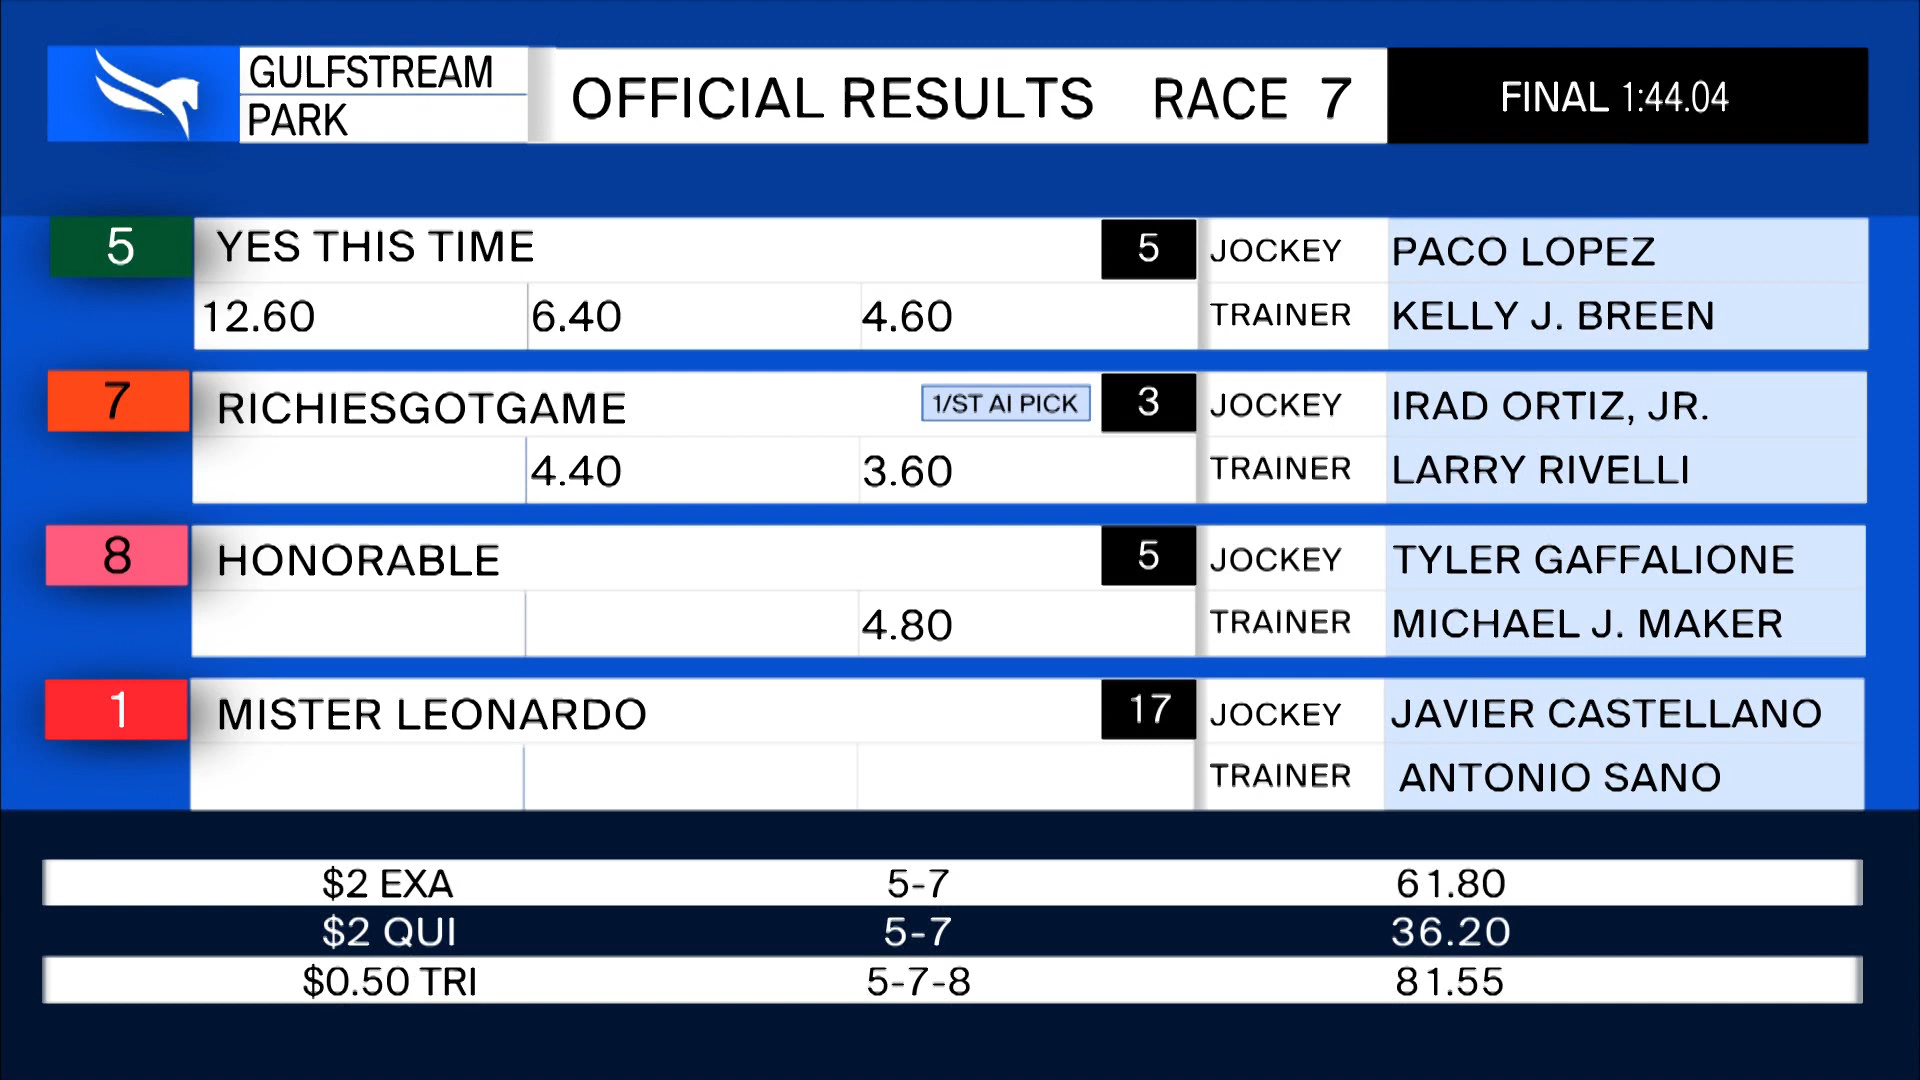 GULFSTREAM
PARK
OFFICIAL RESULTS RACE 7
FINAL 1:44.04
5 YES THIS TIME 5 JOCKEY PACO LOPEZ
12.60 6.40 4.60 TRAINER KELLY J. BREEN
7 RICHIESGOTGAME 1/ST AI PICK 3 JOCKEY IRAD ORTIZ, JR.
4.40 3.60 TRAINER LARRY RIVELLI
8 HONORABLE 5 JOCKEY TYLER GAFFALIONE
4.80 TRAINER MICHAEL J. MAKER
1 MISTER LEONARDO 17 JOCKEY JAVIER CASTELLANO
TRAINER ANTONIO SANO
$2 EXA 5-7 61.80
$2 QUI 5-7 36.20
$0.50 TRI 5-7-8 81.55